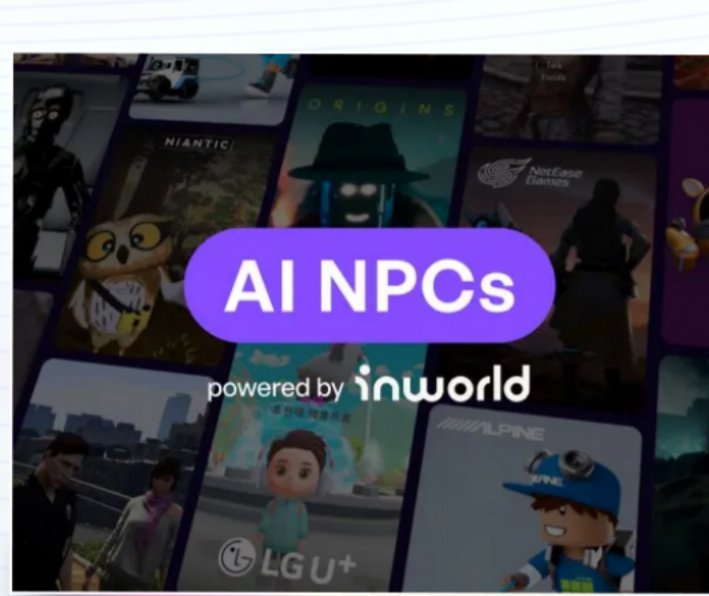 NIANTIC
ORIGINS
NetEase
Games
AI NPCs
powered by inworld
ALPINE
LG U+